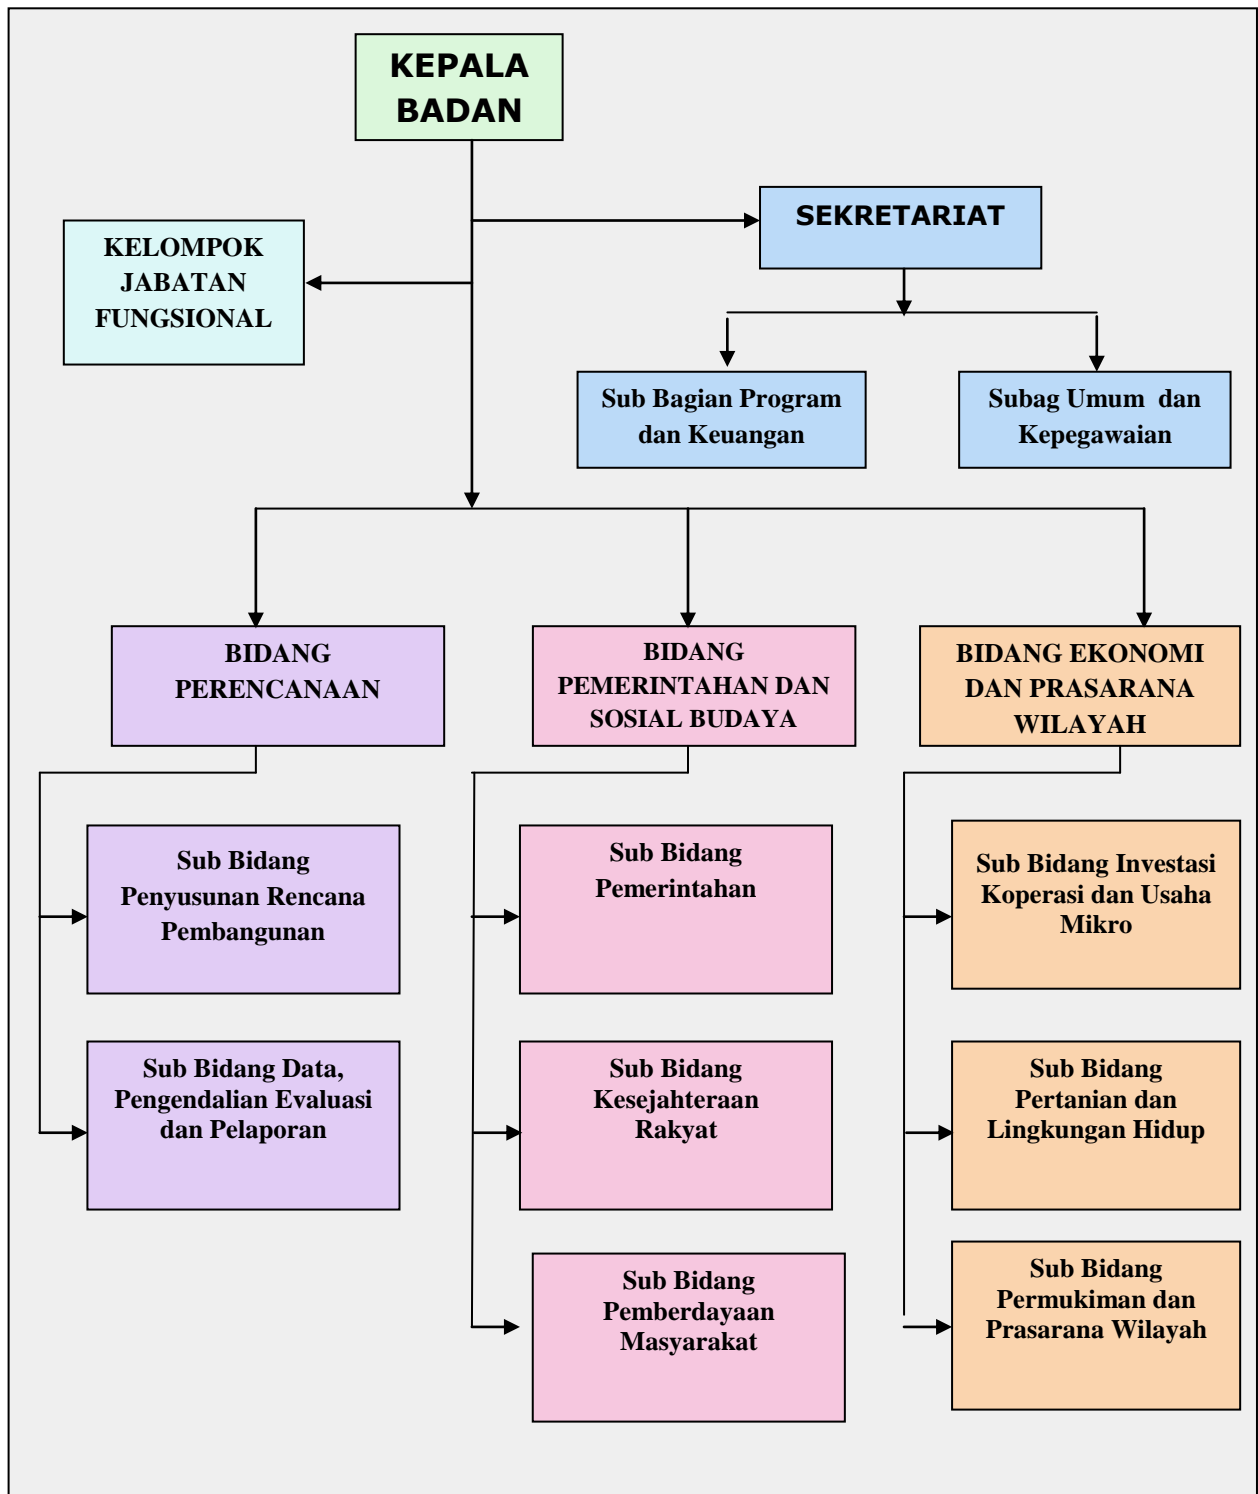 KEPALA
BADAN
SEKRETARIAT
KELOMPOK
JABATAN
FUNGSIONAL
Sub Bagian Program
dan Keuangan
Subag Umum dan
Kepegawaian
BIDANG
PERENCANAAN
BIDANG
PEMERINTAHAN DAN
SOSIAL BUDAYA
BIDANG EKONOMI
DAN PRASARANA
WILAYAH
Sub Bidang
Penyusunan Rencana
Pembangunan
Sub Bidang
Pemerintahan
Sub Bidang Investasi
Koperasi dan Usaha
Mikro
Sub Bidang Data,
Pengendalian Evaluasi
dan Pelaporan
Sub Bidang
Kesejahteraan
Rakyat
Sub Bidang
Pertanian dan
Lingkungan Hidup
Sub Bidang
Pemberdayaan
Masyarakat
Sub Bidang
Permukiman dan
Prasarana Wilayah